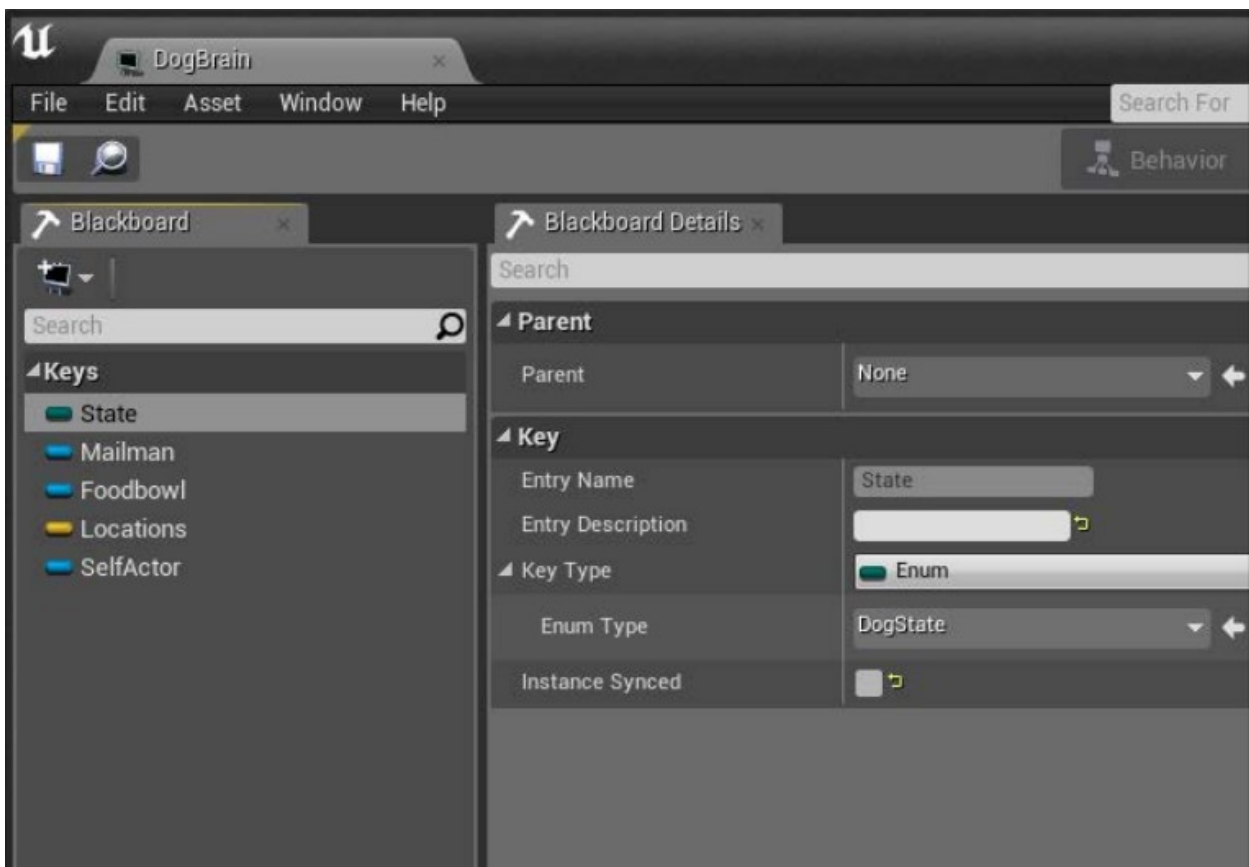 DogBrain
File Edit Asset Window Help
Search For
Behavior
Blackboard
Blackboard Details
Search
Search
Parent
Keys
Parent None
State
Key
Mailman
Entry Name State
Foodbowl
Entry Description
Locations
SelfActor
Key Type Enum
Enum Type DogState
Instance Synced